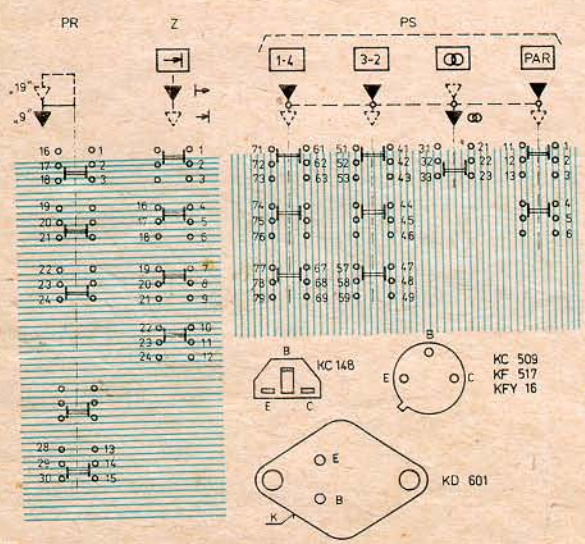 PR Z PS
1-4 3-2 PAR
„19"
„9"
16 1 1 71 61 51 41 31 21 11 1
17 2 2 72 62 52 42 32 22 12 2
18 3 3 73 63 53 43 33 23 13 3
19 16 4 74 44 4
20 17 5 75 45 5
21 18 6 76 46 6
22 19 7 77 67 57 47
23 20 8 78 68 58 48
24 21 9 79 69 59 49
22 10
23 11
24 12
B
KC 148
E C
B
E C
KC 509
KF 517
KFY 16
28 13
29 14
30 15
E
B
K
KD 601